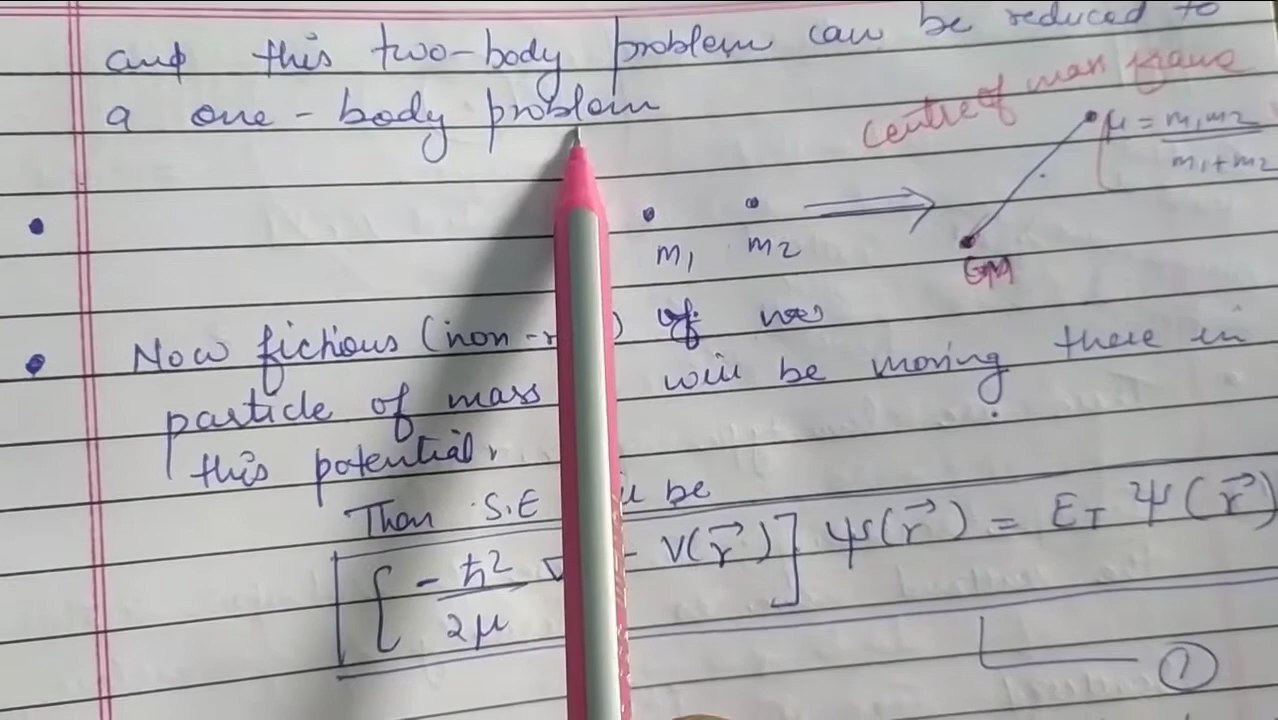 and this two-body problem can be reduced to
a one-body problem
centre of mass frame
μ = m1m2
m1+m2
m1 m2
CM
Now fictious (non-
particle of mass will be moving there in
this potential.
Then S.E be
[{ -ħ²/2μ V(r⃗)] ψ(r⃗) = ET ψ(r⃗)
1